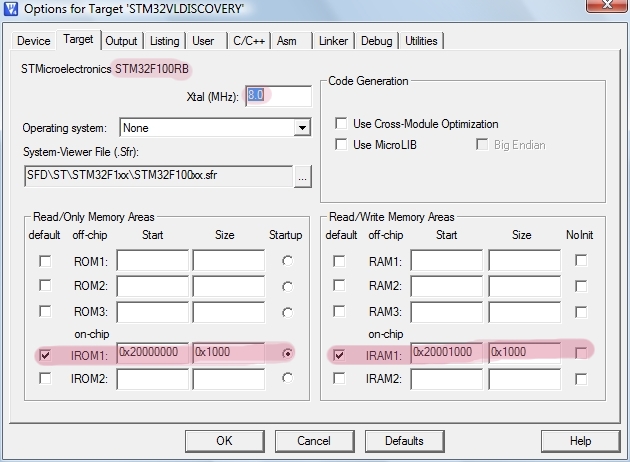 Options for Target 'STM32VLDISCOVERY'
Device Target Output Listing User C/C++ Asm Linker Debug Utilities
STMicroelectronics STM32F100RB
Xtal (MHz): 8.0
Operating system: None
System-Viewer File (.Sfr):
SFD\ST\STM32F1xx\STM32F100xx.sfr ...
Code Generation
Use Cross-Module Optimization
Use MicroLIB Big Endian
Read/Only Memory Areas
default off-chip Start Size Startup
ROM1:
ROM2:
ROM3:
on-chip
IROM1: 0x20000000 0x1000
IROM2:
Read/Write Memory Areas
default off-chip Start Size NoInit
RAM1:
RAM2:
RAM3:
on-chip
IRAM1: 0x20001000 0x1000
IRAM2:
OK Cancel Defaults Help